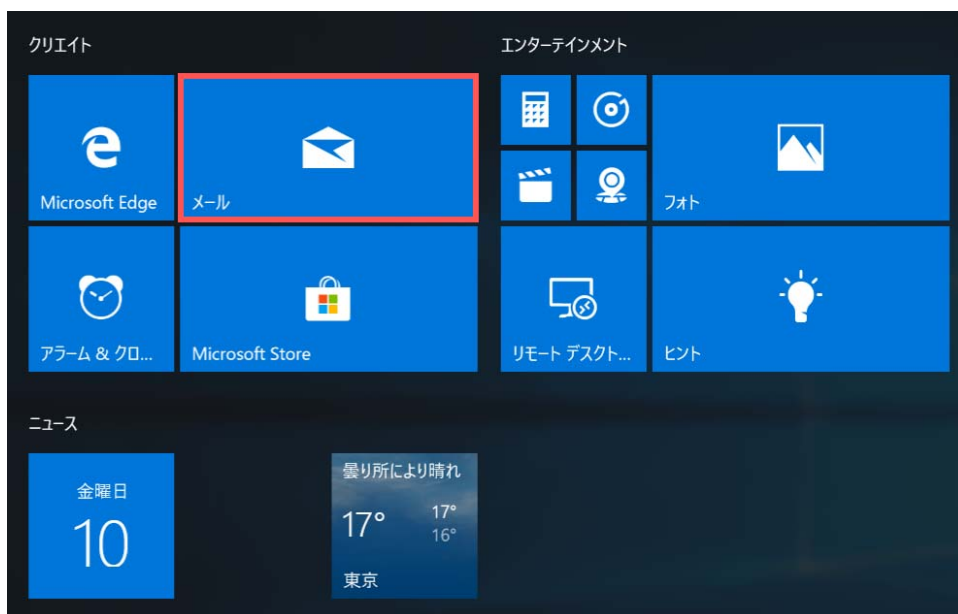 クリエイト
Microsoft Edge
メール
アラーム & クロ...
Microsoft Store
エンターテインメント
フォト
リモート デスクト...
ヒント
ニュース
金曜日
10
曇り所により晴れ
17°
17°
16°
東京